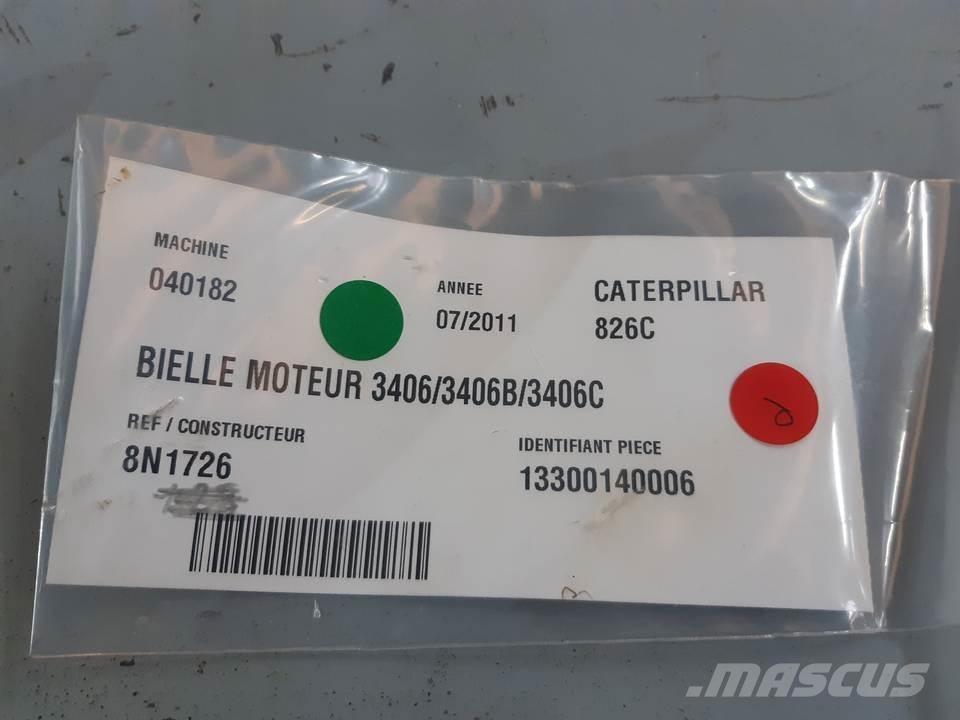 MACHINE
040182
ANNEE
07/2011
CATERPILLAR
826C
BIELLE MOTEUR 3406/3406B/3406C
REF / CONSTRUCTEUR
8N1726
IDENTIFIANT PIECE
13300140006
MASCUS